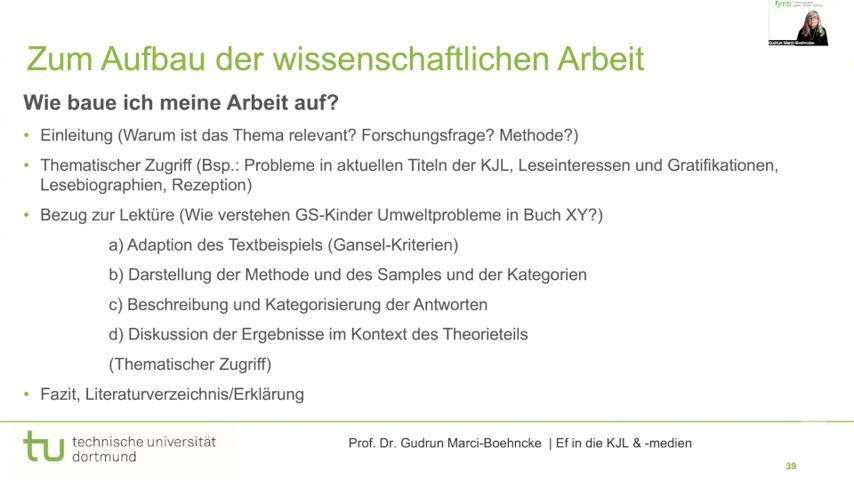 fjmb
Gudrun Marci-Boehncke
Zum Aufbau der wissenschaftlichen Arbeit
Wie baue ich meine Arbeit auf?
• Einleitung (Warum ist das Thema relevant? Forschungsfrage? Methode?)
• Thematischer Zugriff (Bsp.: Probleme in aktuellen Titeln der KJL, Leseinteressen und Gratifikationen,
Lesebiographien, Rezeption)
• Bezug zur Lektüre (Wie verstehen GS-Kinder Umweltprobleme in Buch XY?)
a) Adaption des Textbeispiels (Gansel-Kriterien)
b) Darstellung der Methode und des Samples und der Kategorien
c) Beschreibung und Kategorisierung der Antworten
d) Diskussion der Ergebnisse im Kontext des Theorieteils
(Thematischer Zugriff)
• Fazit, Literaturverzeichnis/Erklärung
tu technische universität
dortmund
Prof. Dr. Gudrun Marci-Boehncke | Ef in die KJL & -medien
39